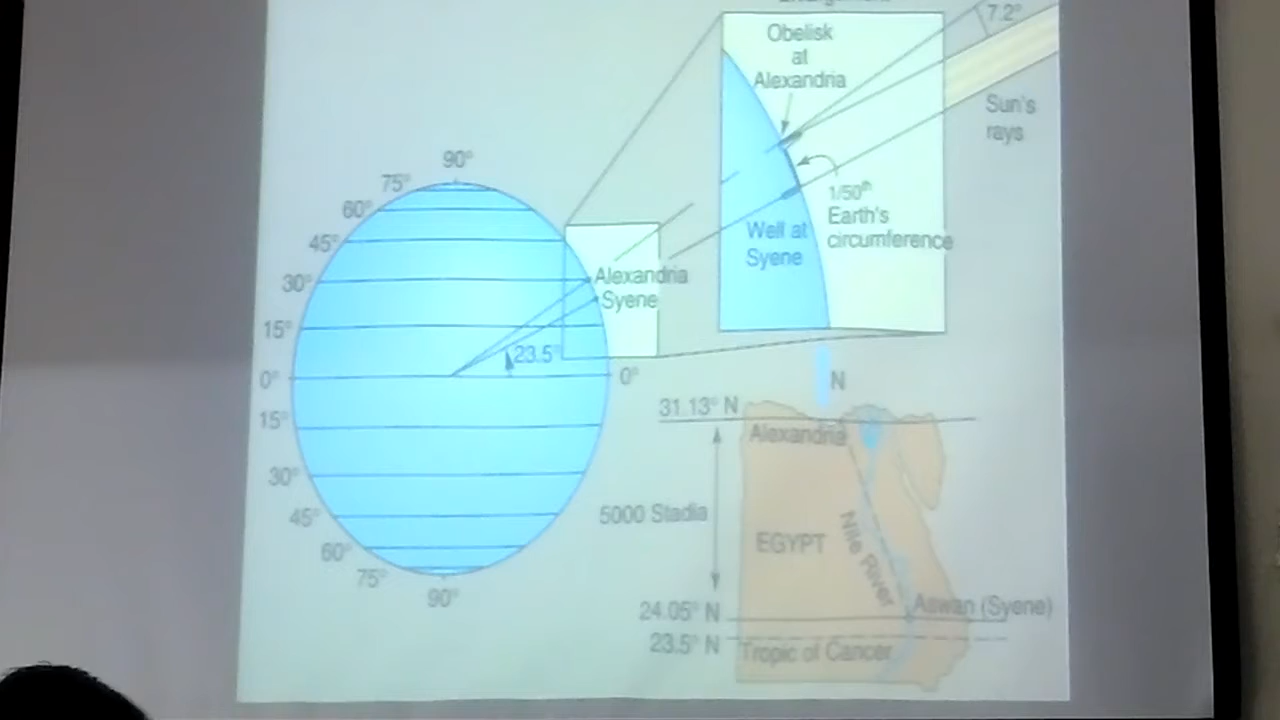 7.2°
Obelisk
at
Alexandria
Sun's
rays
1/50th
Earth's
circumference
Well at
Syene
90°
75°
60°
45°
30°
15°
0°
15°
30°
45°
60°
75°
90°
Alexandria
Syene
23.5°
0°
N
31.13° N
Alexandria
5000 Stadia
EGYPT
Nile River
24.05° N
Aswan (Syene)
23.5° N
Tropic of Cancer